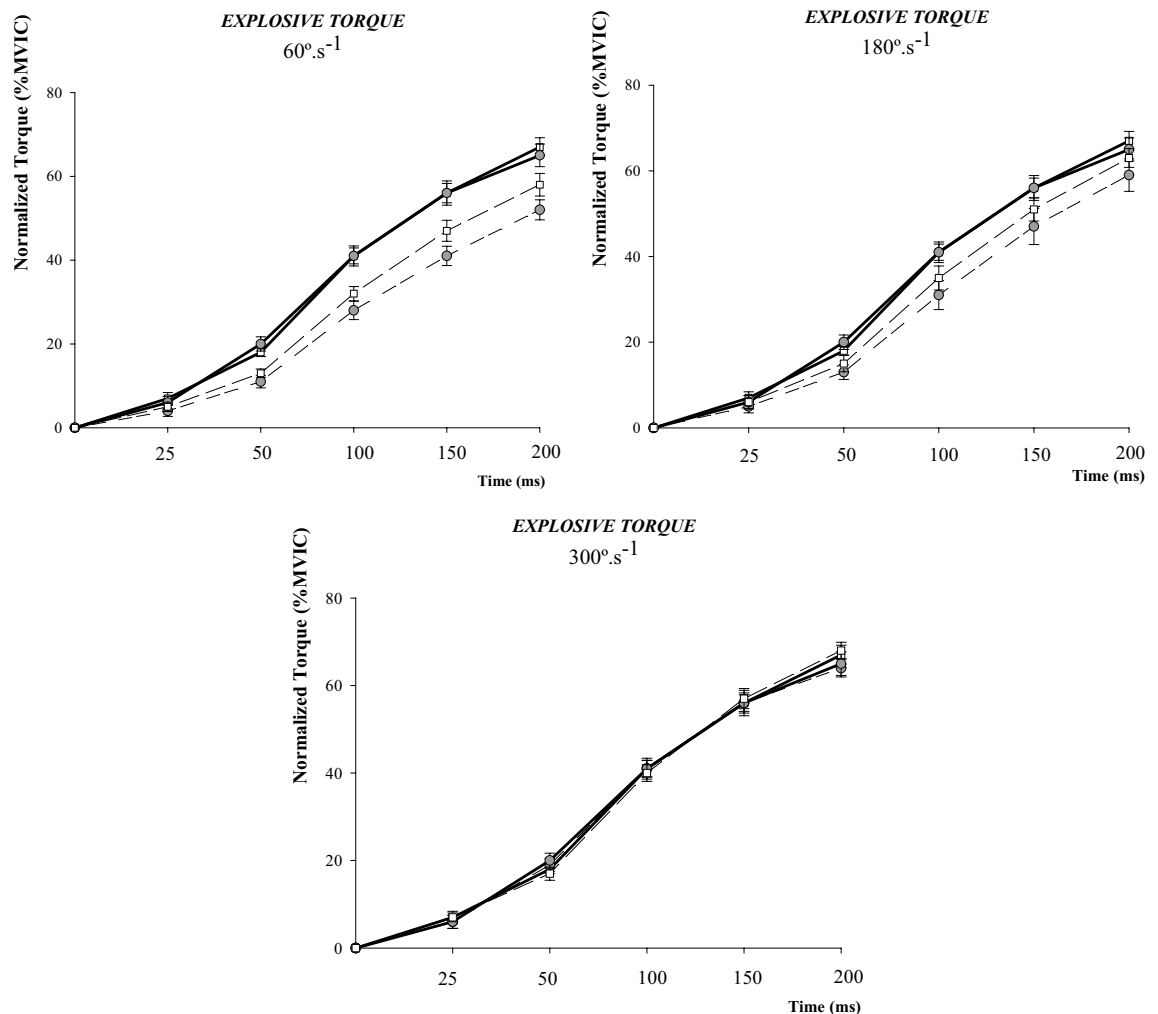 EXPLOSIVE TORQUE
60º.s-1
Normalized Torque (%MVIC)
80
60
40
20
0
25 50 100 150 200
Time (ms)
EXPLOSIVE TORQUE
180º.s-1
Normalized Torque (%MVIC)
80
60
40
20
0
25 50 100 150 200
Time (ms)
EXPLOSIVE TORQUE
300º.s-1
Normalized Torque (%MVIC)
80
60
40
20
0
25 50 100 150 200
Time (ms)